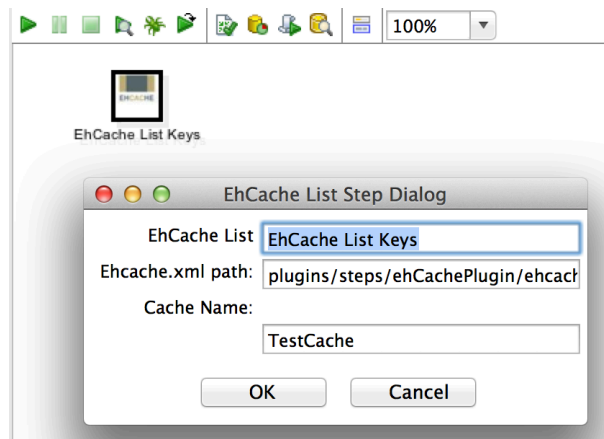 100%
EHCACHE
EhCache List Keys
EhCache List Step Dialog
EhCache List EhCache List Keys
Ehcache.xml path: plugins/steps/ehCachePlugin/ehcach
Cache Name:
TestCache
OK Cancel